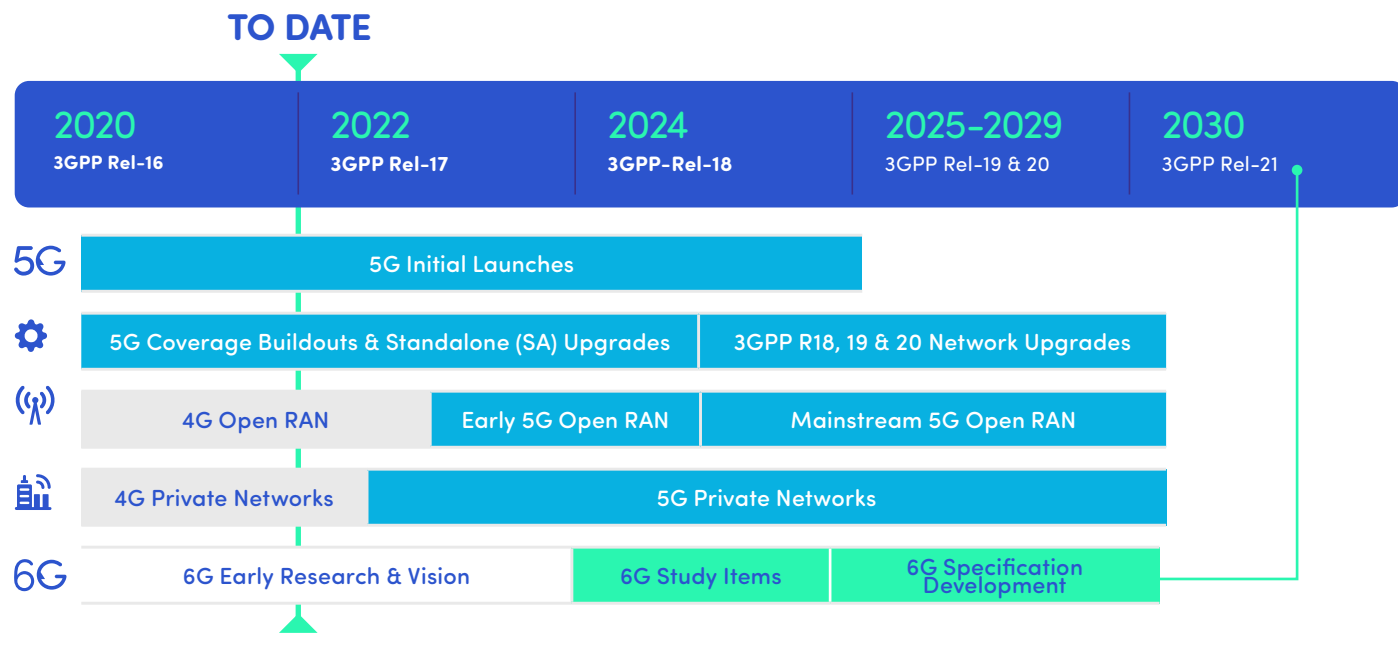 TO DATE
2020
3GPP Rel-16
2022
3GPP Rel-17
2024
3GPP-Rel-18
2025-2029
3GPP Rel-19 & 20
2030
3GPP Rel-21
5G
5G Initial Launches
5G Coverage Buildouts & Standalone (SA) Upgrades
3GPP R18, 19 & 20 Network Upgrades
4G Open RAN
Early 5G Open RAN
Mainstream 5G Open RAN
4G Private Networks
5G Private Networks
6G
6G Early Research & Vision
6G Study Items
6G Specification
Development